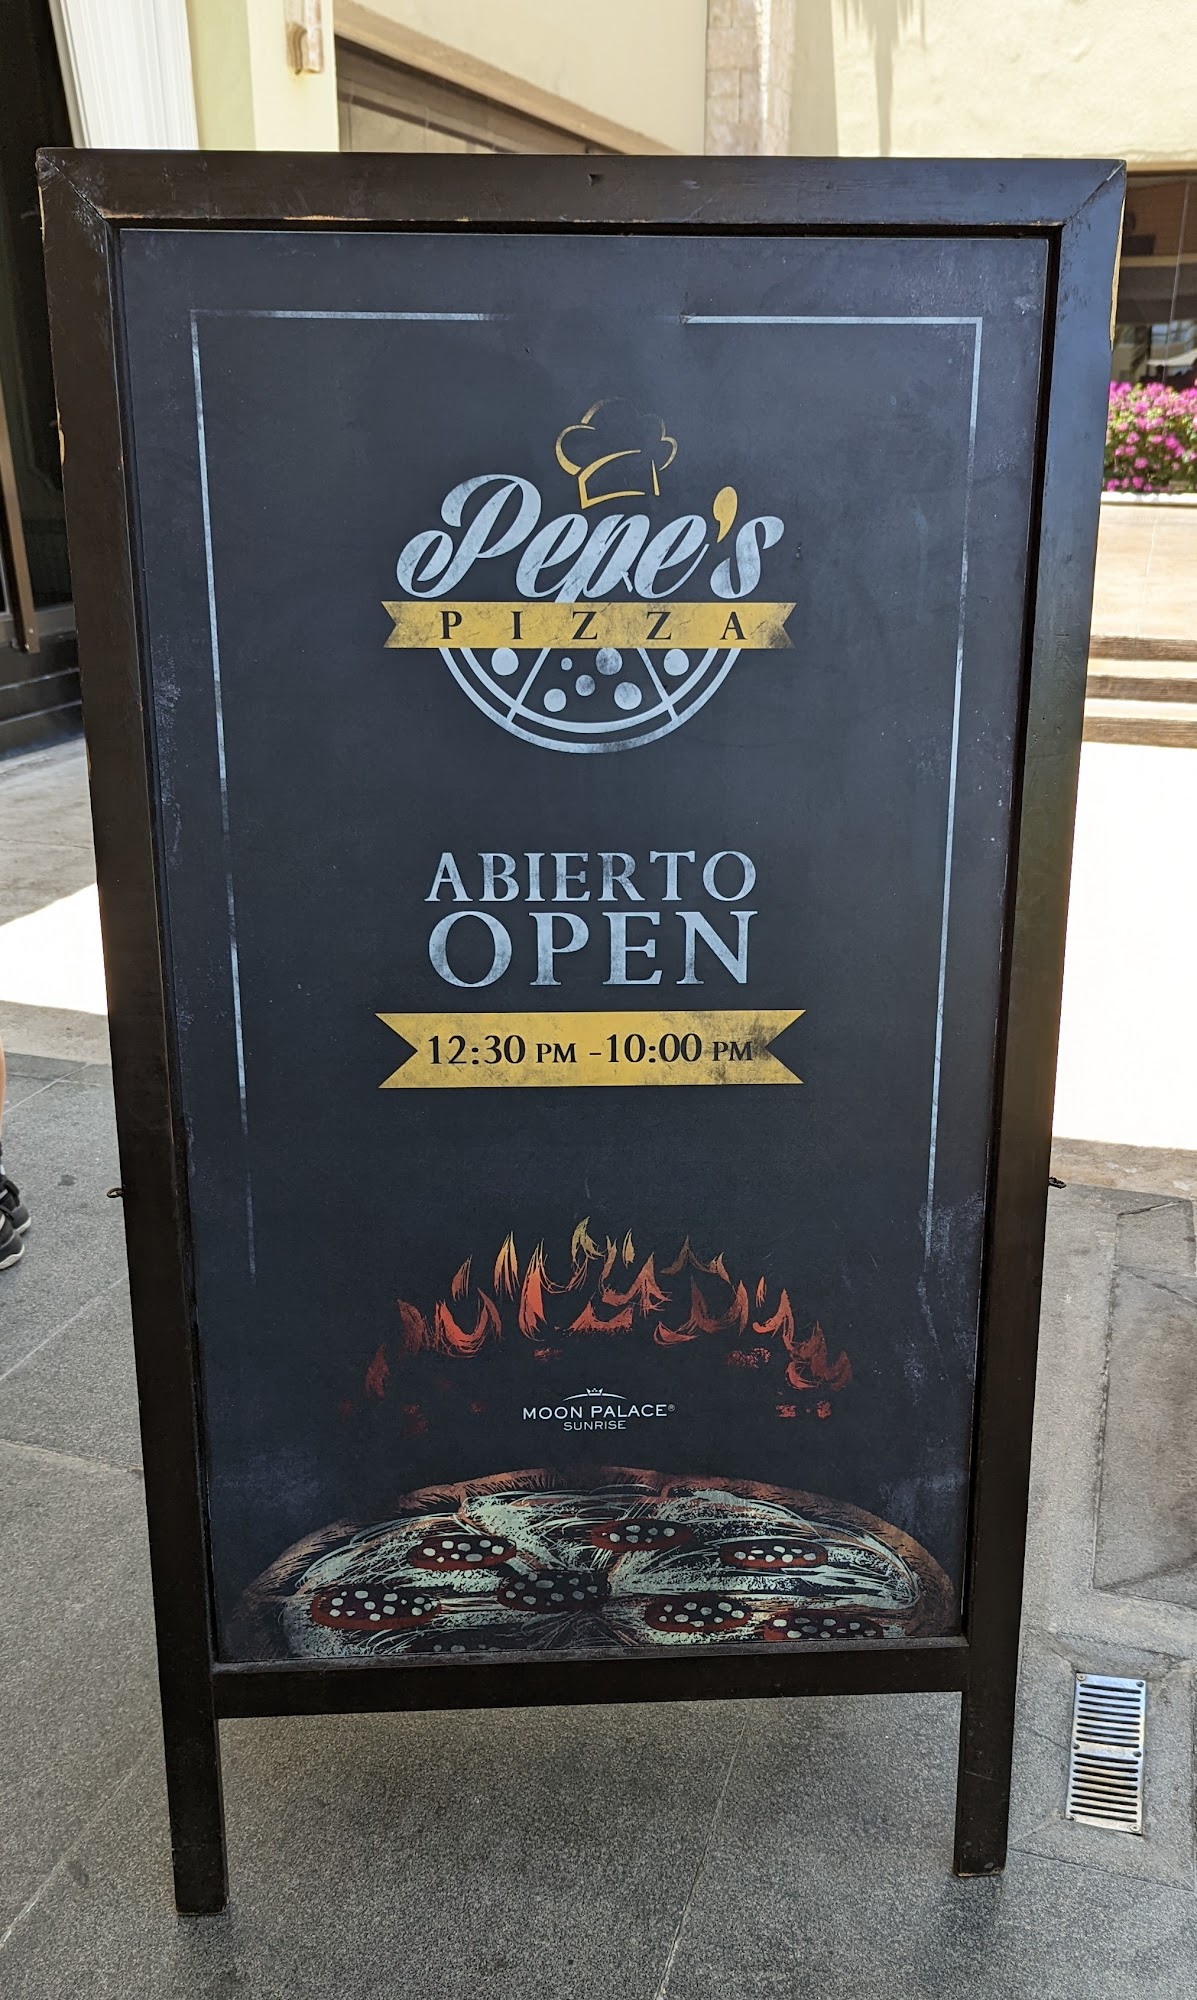 Pepe's
PIZZA
ABIERTO
OPEN
12:30 PM -10:00 PM
MOON PALACE®
SUNRISE